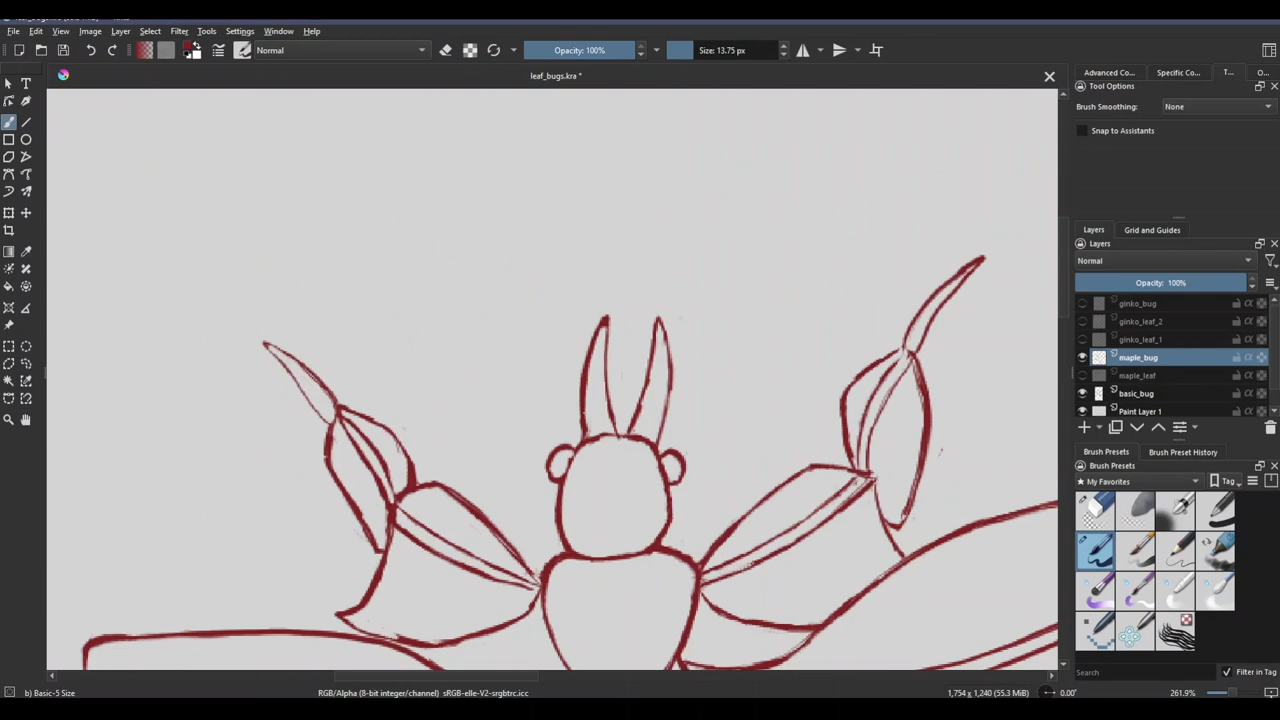 File Edit View Image Layer Select Filter Tools Settings Window Help
Normal Opacity: 100% Size: 13.75 px
leaf_bugs.kra *
Advanced Co... Specific Co... T... O...
Tool Options
Brush Smoothing: None
Snap to Assistants
Layers Grid and Guides
Layers
Normal
Opacity: 100%
ginko_bug
ginko_leaf_2
ginko_leaf_1
maple_bug
maple_leaf
basic_bug
Paint Layer 1
Brush Presets Brush Preset History
Brush Presets
★ My Favorites Tag
Search Filter in Tag
b) Basic-5 Size RGB/Alpha (8-bit integer/channel) sRGB-elle-V2-srgbtrc.icc 1,754 x 1,240 (55.3 MiB) 0.00° 261.9%